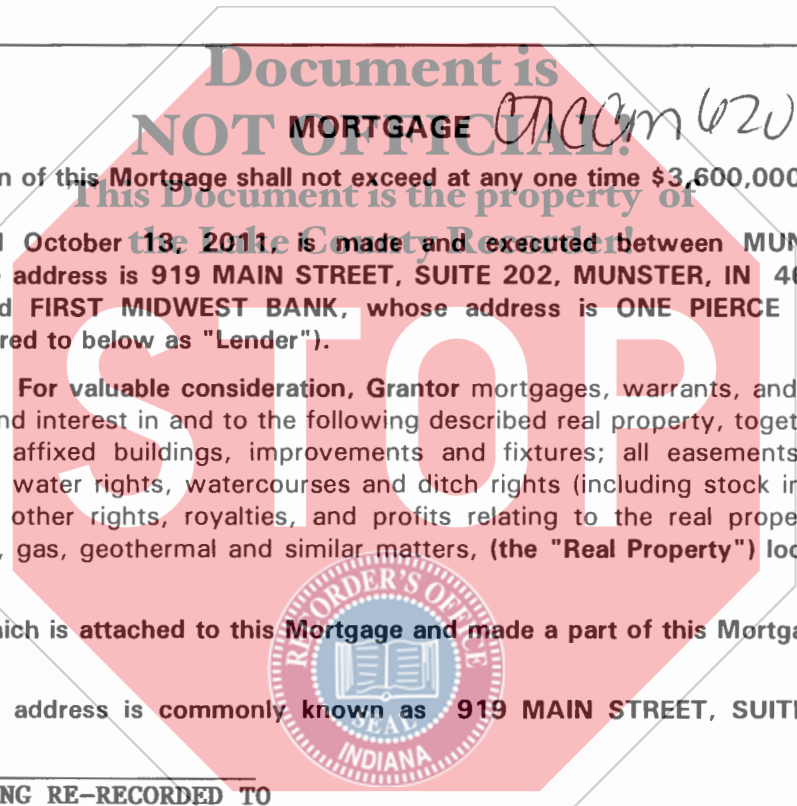 Document is
NOT OFFICIAL!
MORTGAGE
n of this Mortgage shall not exceed at any one time $3,600,000
This Document is the property of
the Lake County Recorder!
October 13, 2011, is made and executed between MUN
address is 919 MAIN STREET, SUITE 202, MUNSTER, IN 46
d FIRST MIDWEST BANK, whose address is ONE PIERCE
red to below as "Lender").
STOP
For valuable consideration, Grantor mortgages, warrants, and
nd interest in and to the following described real property, toget
affixed buildings, improvements and fixtures; all easements
water rights, watercourses and ditch rights (including stock in
other rights, royalties, and profits relating to the real prope
, gas, geothermal and similar matters, (the "Real Property") loc
RECORDER'S OFFICE
hich is attached to this Mortgage and made a part of this Mortga
address is commonly known as 919 MAIN STREET, SUIT
SEAL
INDIANA
NG RE-RECORDED TO